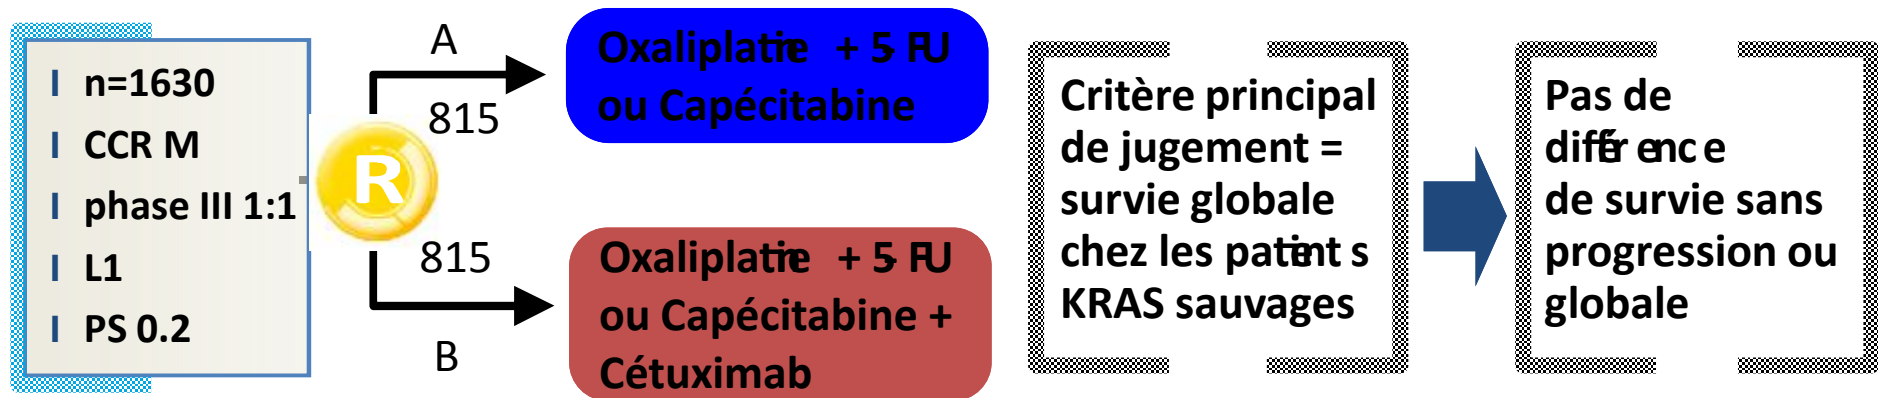 n=1630
CCR M
phase III 1:1
L1
PS 0.2
R
A
815
815
B
Oxaliplatine + 5-FU
ou Capécitabine
Oxaliplatine + 5-FU
ou Capécitabine +
Cétuximab
Critère principal
de jugement =
survie globale
chez les patients
KRAS sauvages
Pas de
différence
de survie sans
progression ou
globale